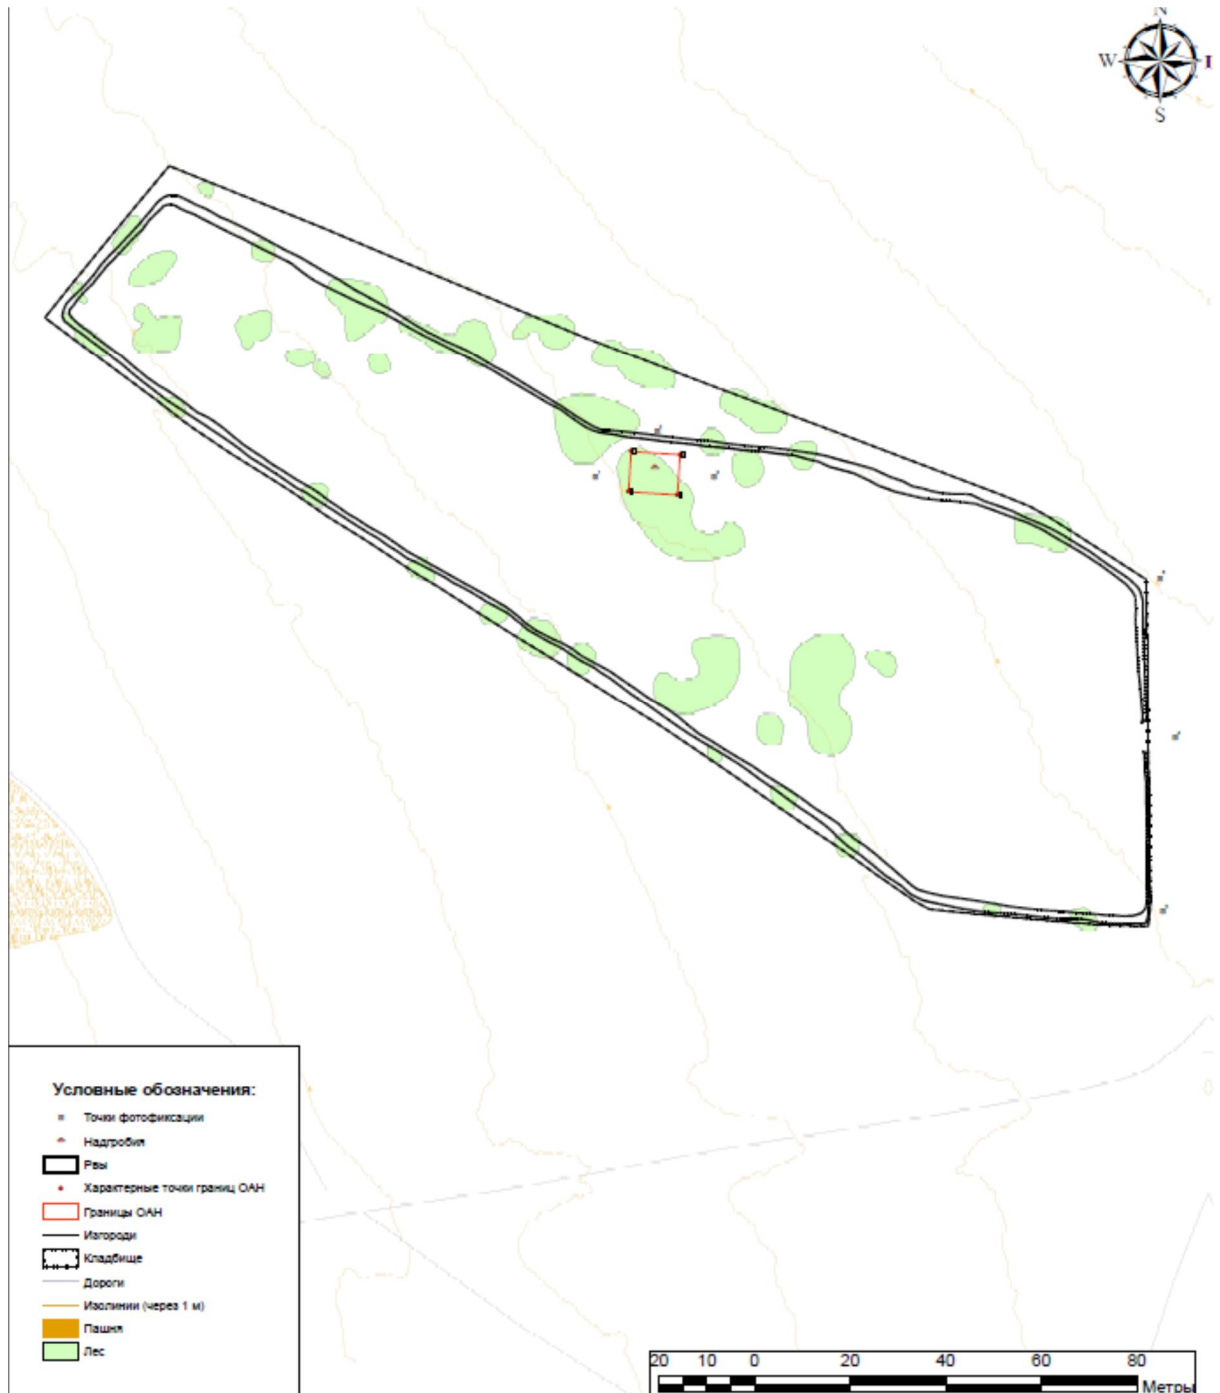 N
W
S
Условные обозначения:
Точки фотофиксации
Надгробия
Рвы
Характерные точки границ ОАН
Границы ОАН
Изгороди
Кладбище
Дороги
Изолинии (через 1 м)
Пашня
Лес
20 10 0 20 40 60 80
Метры